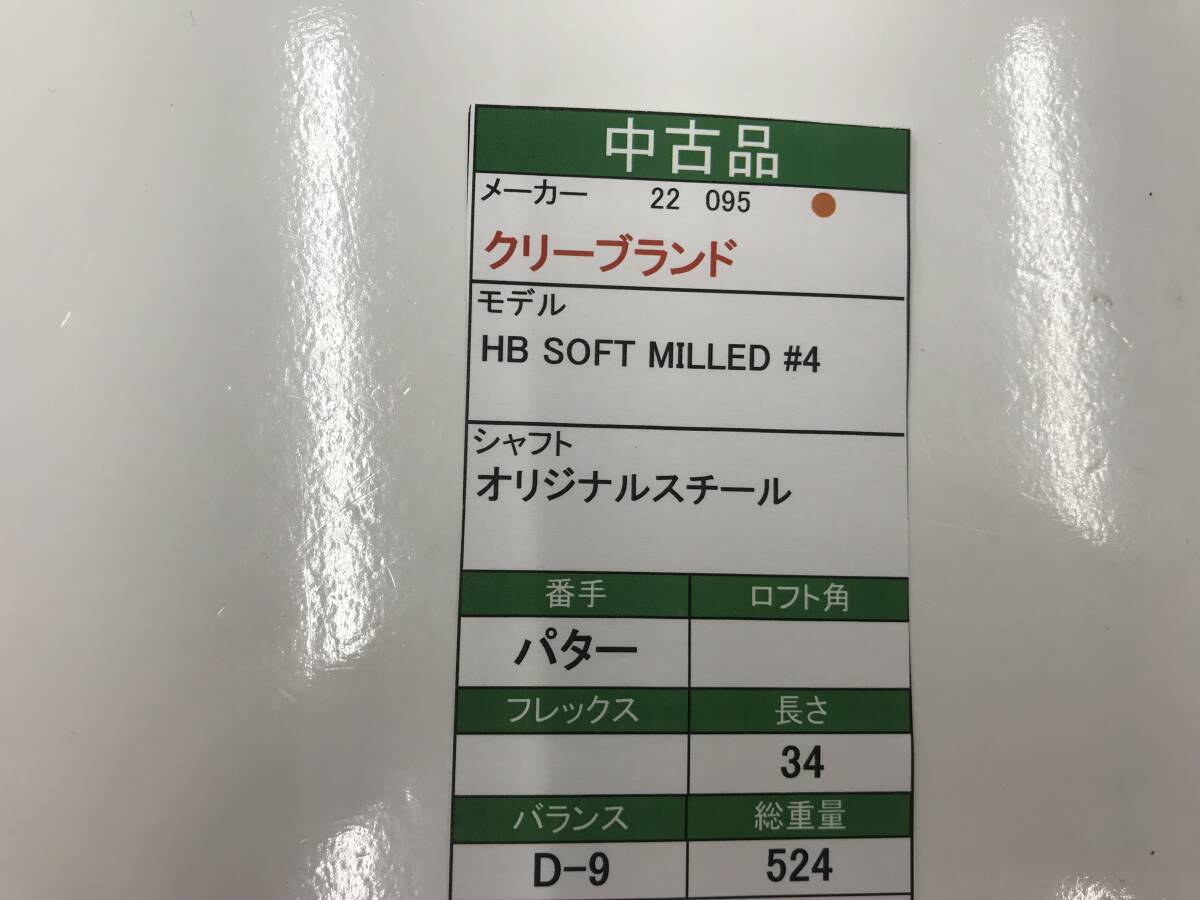 中古品
メーカー 22 095
クリーブランド
モデル
HB SOFT MILLED #4
シャフト
オリジナルスチール
番手 ロフト角
パター
フレックス 長さ
34
バランス 総重量
D-9 524